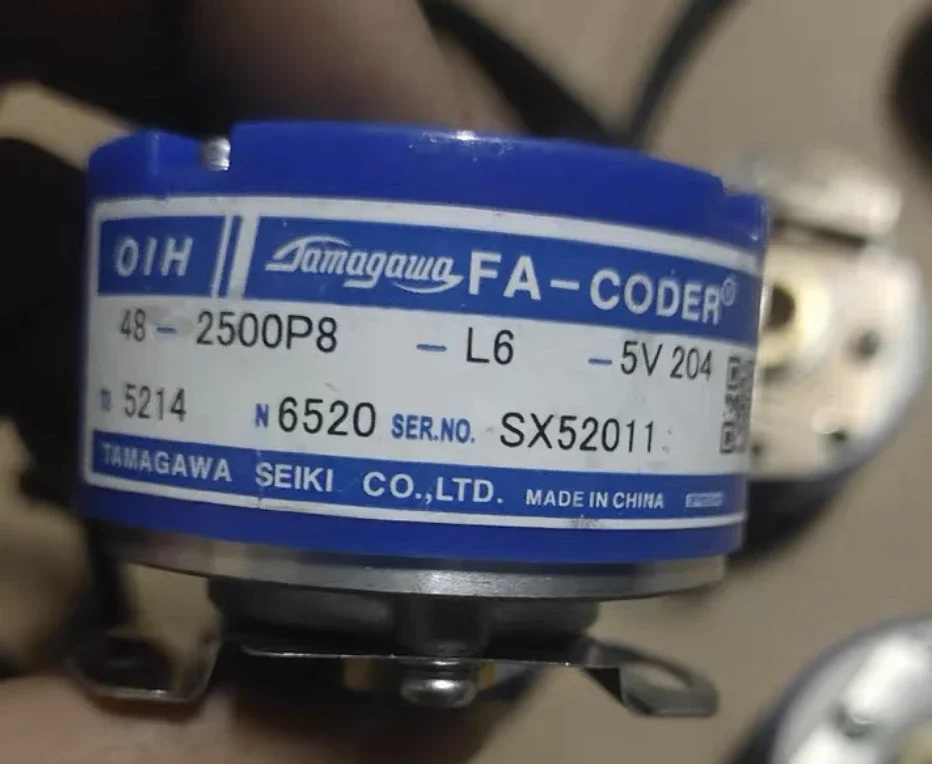 OIH Tamagawa FA-CODER®
48 - 2500P8 - L6 - 5V 204
TS 5214 N 6520 SER.NO. SX52011
TAMAGAWA SEIKI CO.,LTD. MADE IN CHINA